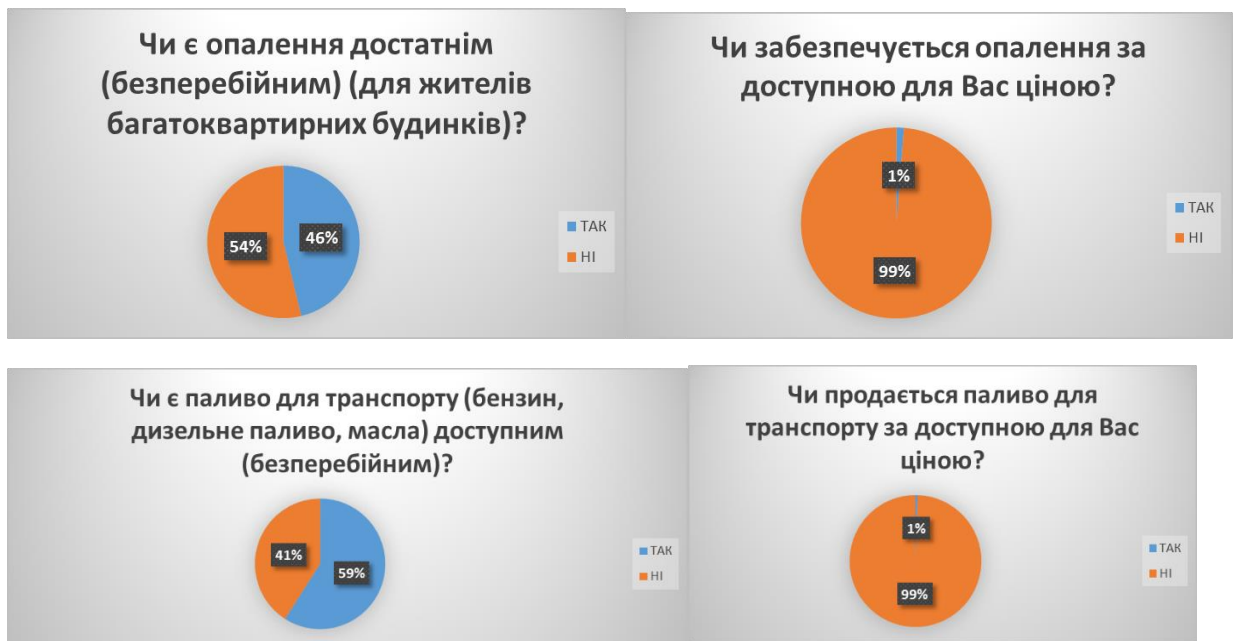 Чи є опалення достатнім
(безперебійним) (для жителів
багатоквартирних будинків)?
54%
46%
ТАК
НІ
Чи забезпечується опалення за
доступною для Вас ціною?
1%
99%
ТАК
НІ
Чи є паливо для транспорту (бензин,
дизельне паливо, масла) доступним
(безперебійним)?
41%
59%
ТАК
НІ
Чи продається паливо для
транспорту за доступною для Вас
ціною?
1%
99%
ТАК
НІ